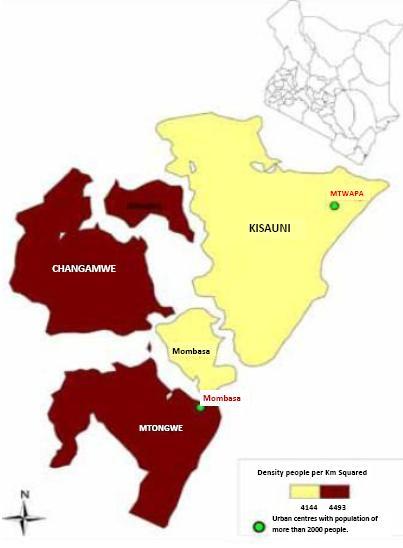 MTWAPA
KISAUNI
CHANGAMWE
Mombasa
Mombasa
MTONGWE
Density people per Km Squared
4144 4493
Urban centres with population of
more than 2000 people.
N